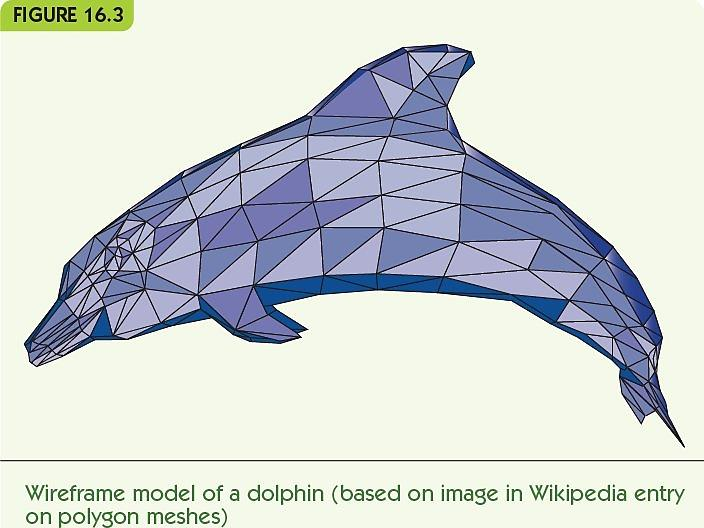 FIGURE 16.3
Wireframe model of a dolphin (based on image in Wikipedia entry
on polygon meshes)